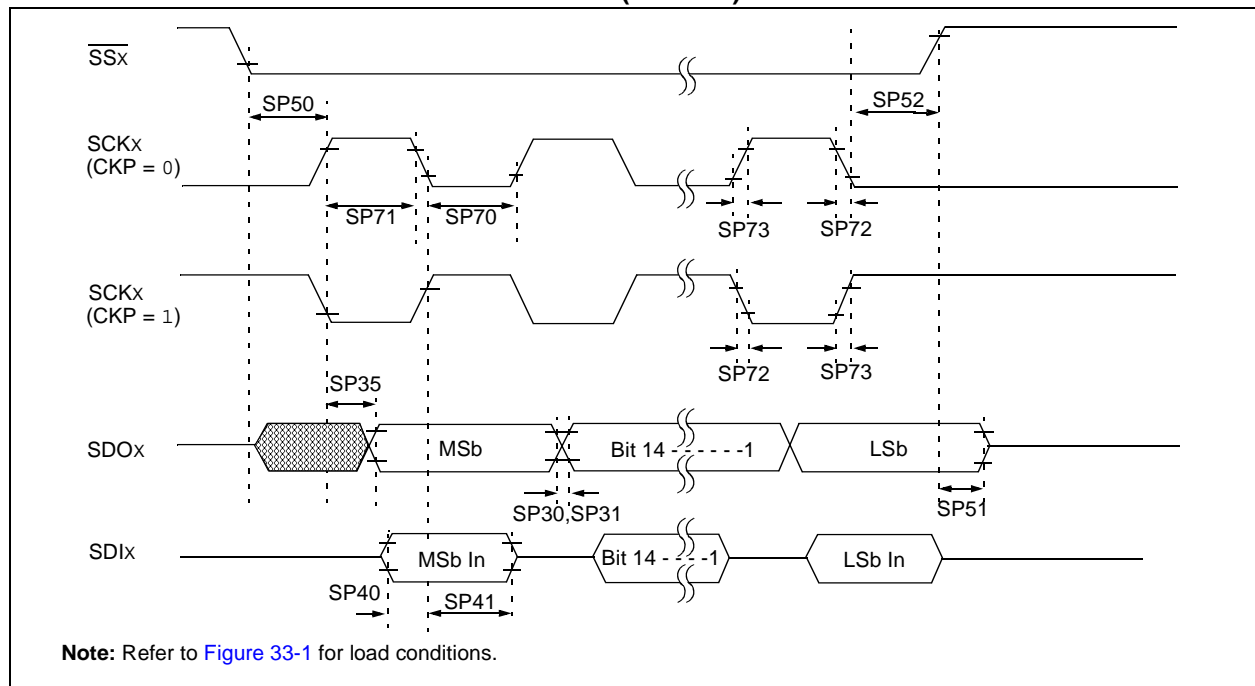 SSx
SP50
SP52
SCKx
(CKP = 0)
SP71
SP70
SP73
SP72
SCKx
(CKP = 1)
SP72
SP73
SP35
SDOx
MSb
Bit 14 - - - - - -1
LSb
SP30,SP31
SP51
SDIx
MSb In
Bit 14 - - - -1
LSb In
SP40
SP41
Note: Refer to Figure 33-1 for load conditions.